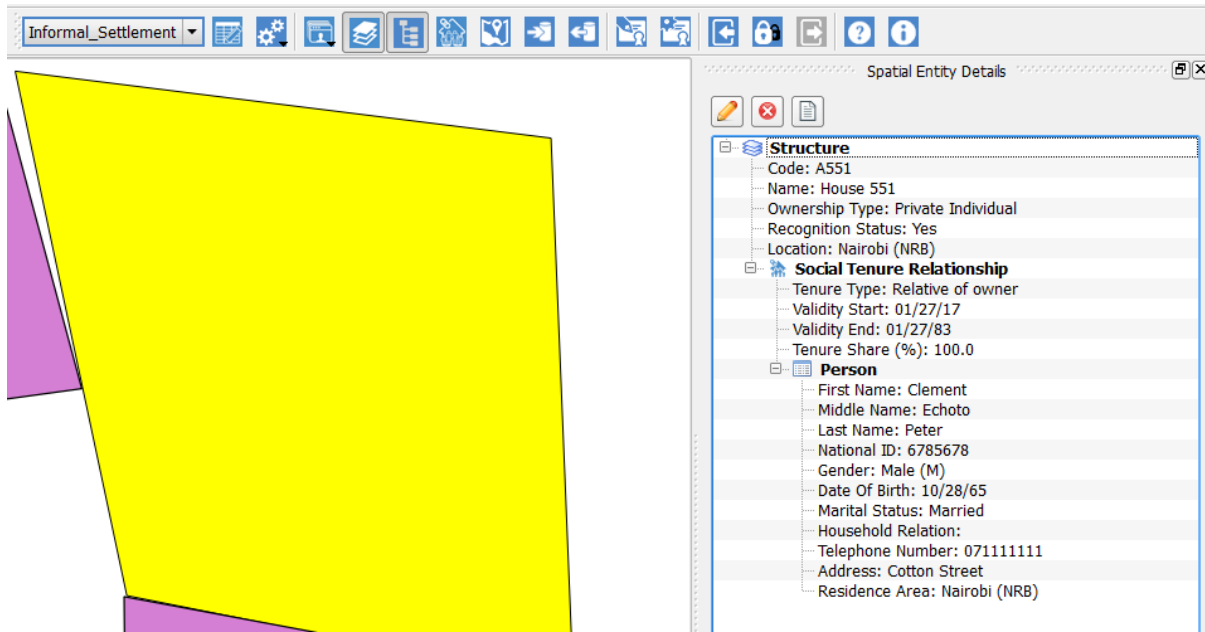 Informal_Settlement
Spatial Entity Details
Structure
Code: A551
Name: House 551
Ownership Type: Private Individual
Recognition Status: Yes
Location: Nairobi (NRB)
Social Tenure Relationship
Tenure Type: Relative of owner
Validity Start: 01/27/17
Validity End: 01/27/83
Tenure Share (%): 100.0
Person
First Name: Clement
Middle Name: Echoto
Last Name: Peter
National ID: 6785678
Gender: Male (M)
Date Of Birth: 10/28/65
Marital Status: Married
Household Relation:
Telephone Number: 071111111
Address: Cotton Street
Residence Area: Nairobi (NRB)